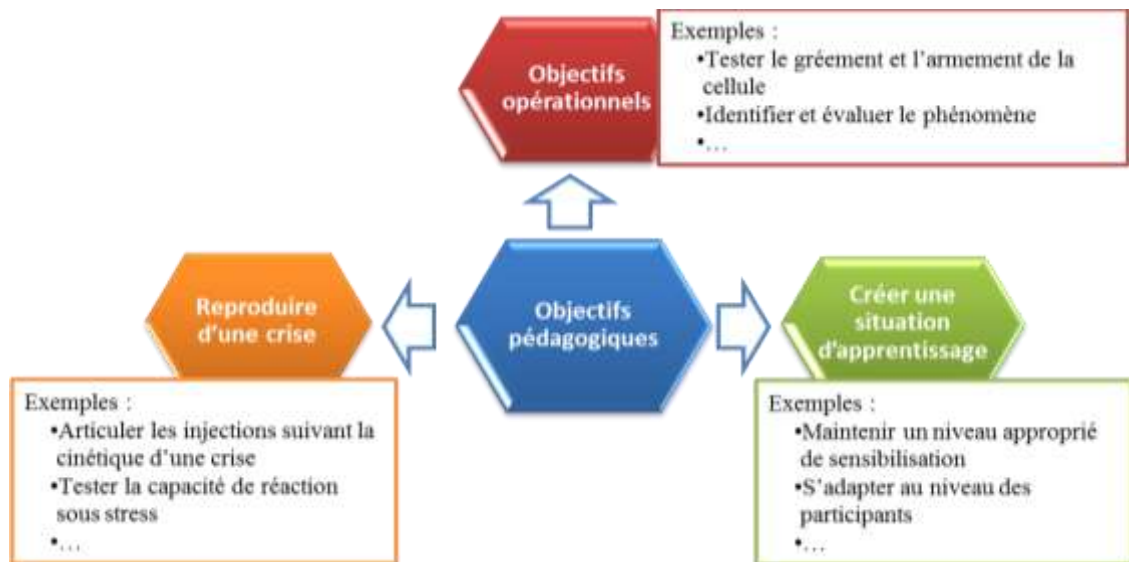 Objectifs
opérationnels
Exemples :
•Tester le gréement et l'armement de la
cellule
•Identifier et évaluer le phénomène
•…
Reproduire
d'une crise
Objectifs
pédagogiques
Créer une
situation
d'apprentissage
Exemples :
•Articuler les injections suivant la
cinétique d'une crise
•Tester la capacité de réaction
sous stress
•…
Exemples :
•Maintenir un niveau approprié
de sensibilisation
•S'adapter au niveau des
participants
•…